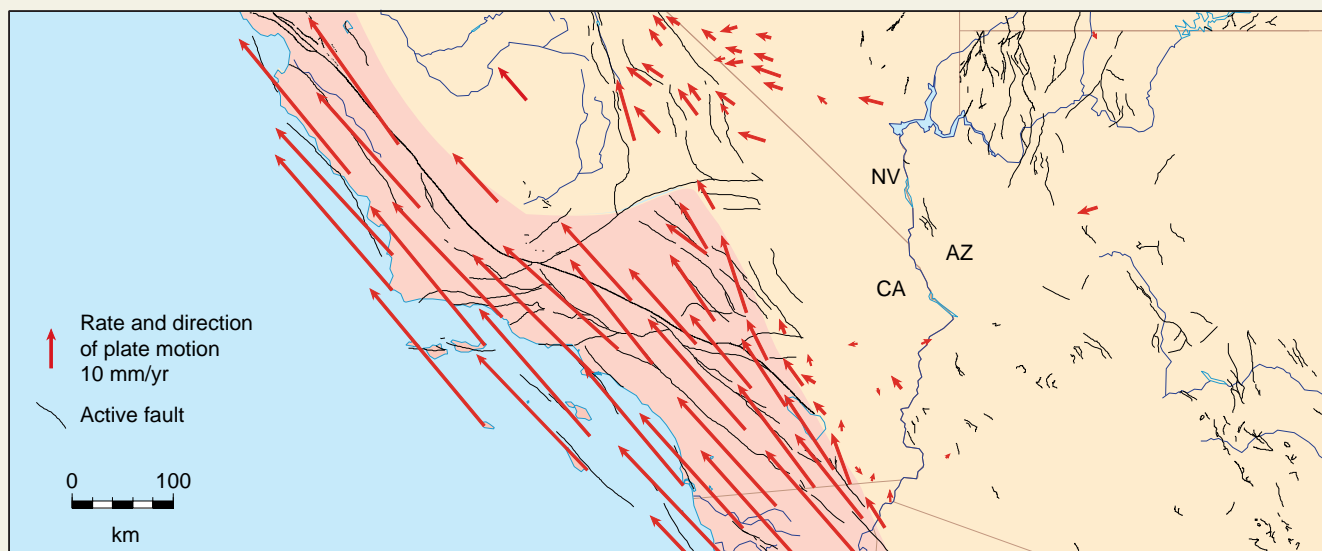 NV
AZ
CA
Rate and direction
of plate motion
10 mm/yr
Active fault
0 100
km